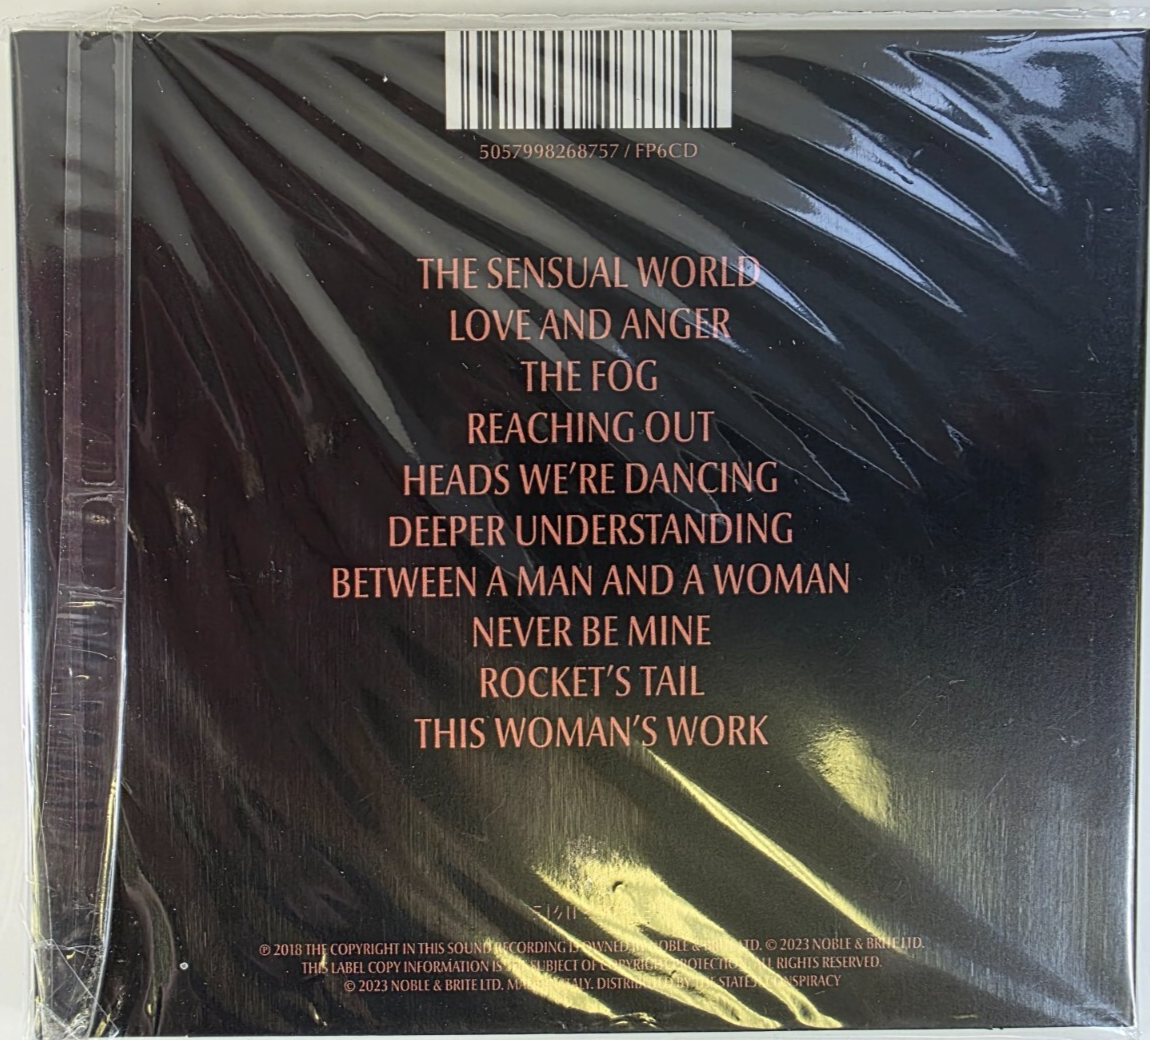 5057998268757 / FP6CD
THE SENSUAL WORLD
LOVE AND ANGER
THE FOG
REACHING OUT
HEADS WE'RE DANCING
DEEPER UNDERSTANDING
BETWEEN A MAN AND A WOMAN
NEVER BE MINE
ROCKET'S TAIL
THIS WOMAN'S WORK
℗ 2018 THE COPYRIGHT IN THIS SOUND RECORDING IS OWNED BY NOBLE & BRITE LTD. © 2023 NOBLE & BRITE LTD.
THIS LABEL COPY INFORMATION IS THE SUBJECT OF COPYRIGHT PROTECTION. ALL RIGHTS RESERVED.
© 2023 NOBLE & BRITE LTD. MADE IN ITALY. DISTRIBUTED BY THE STATE51 CONSPIRACY